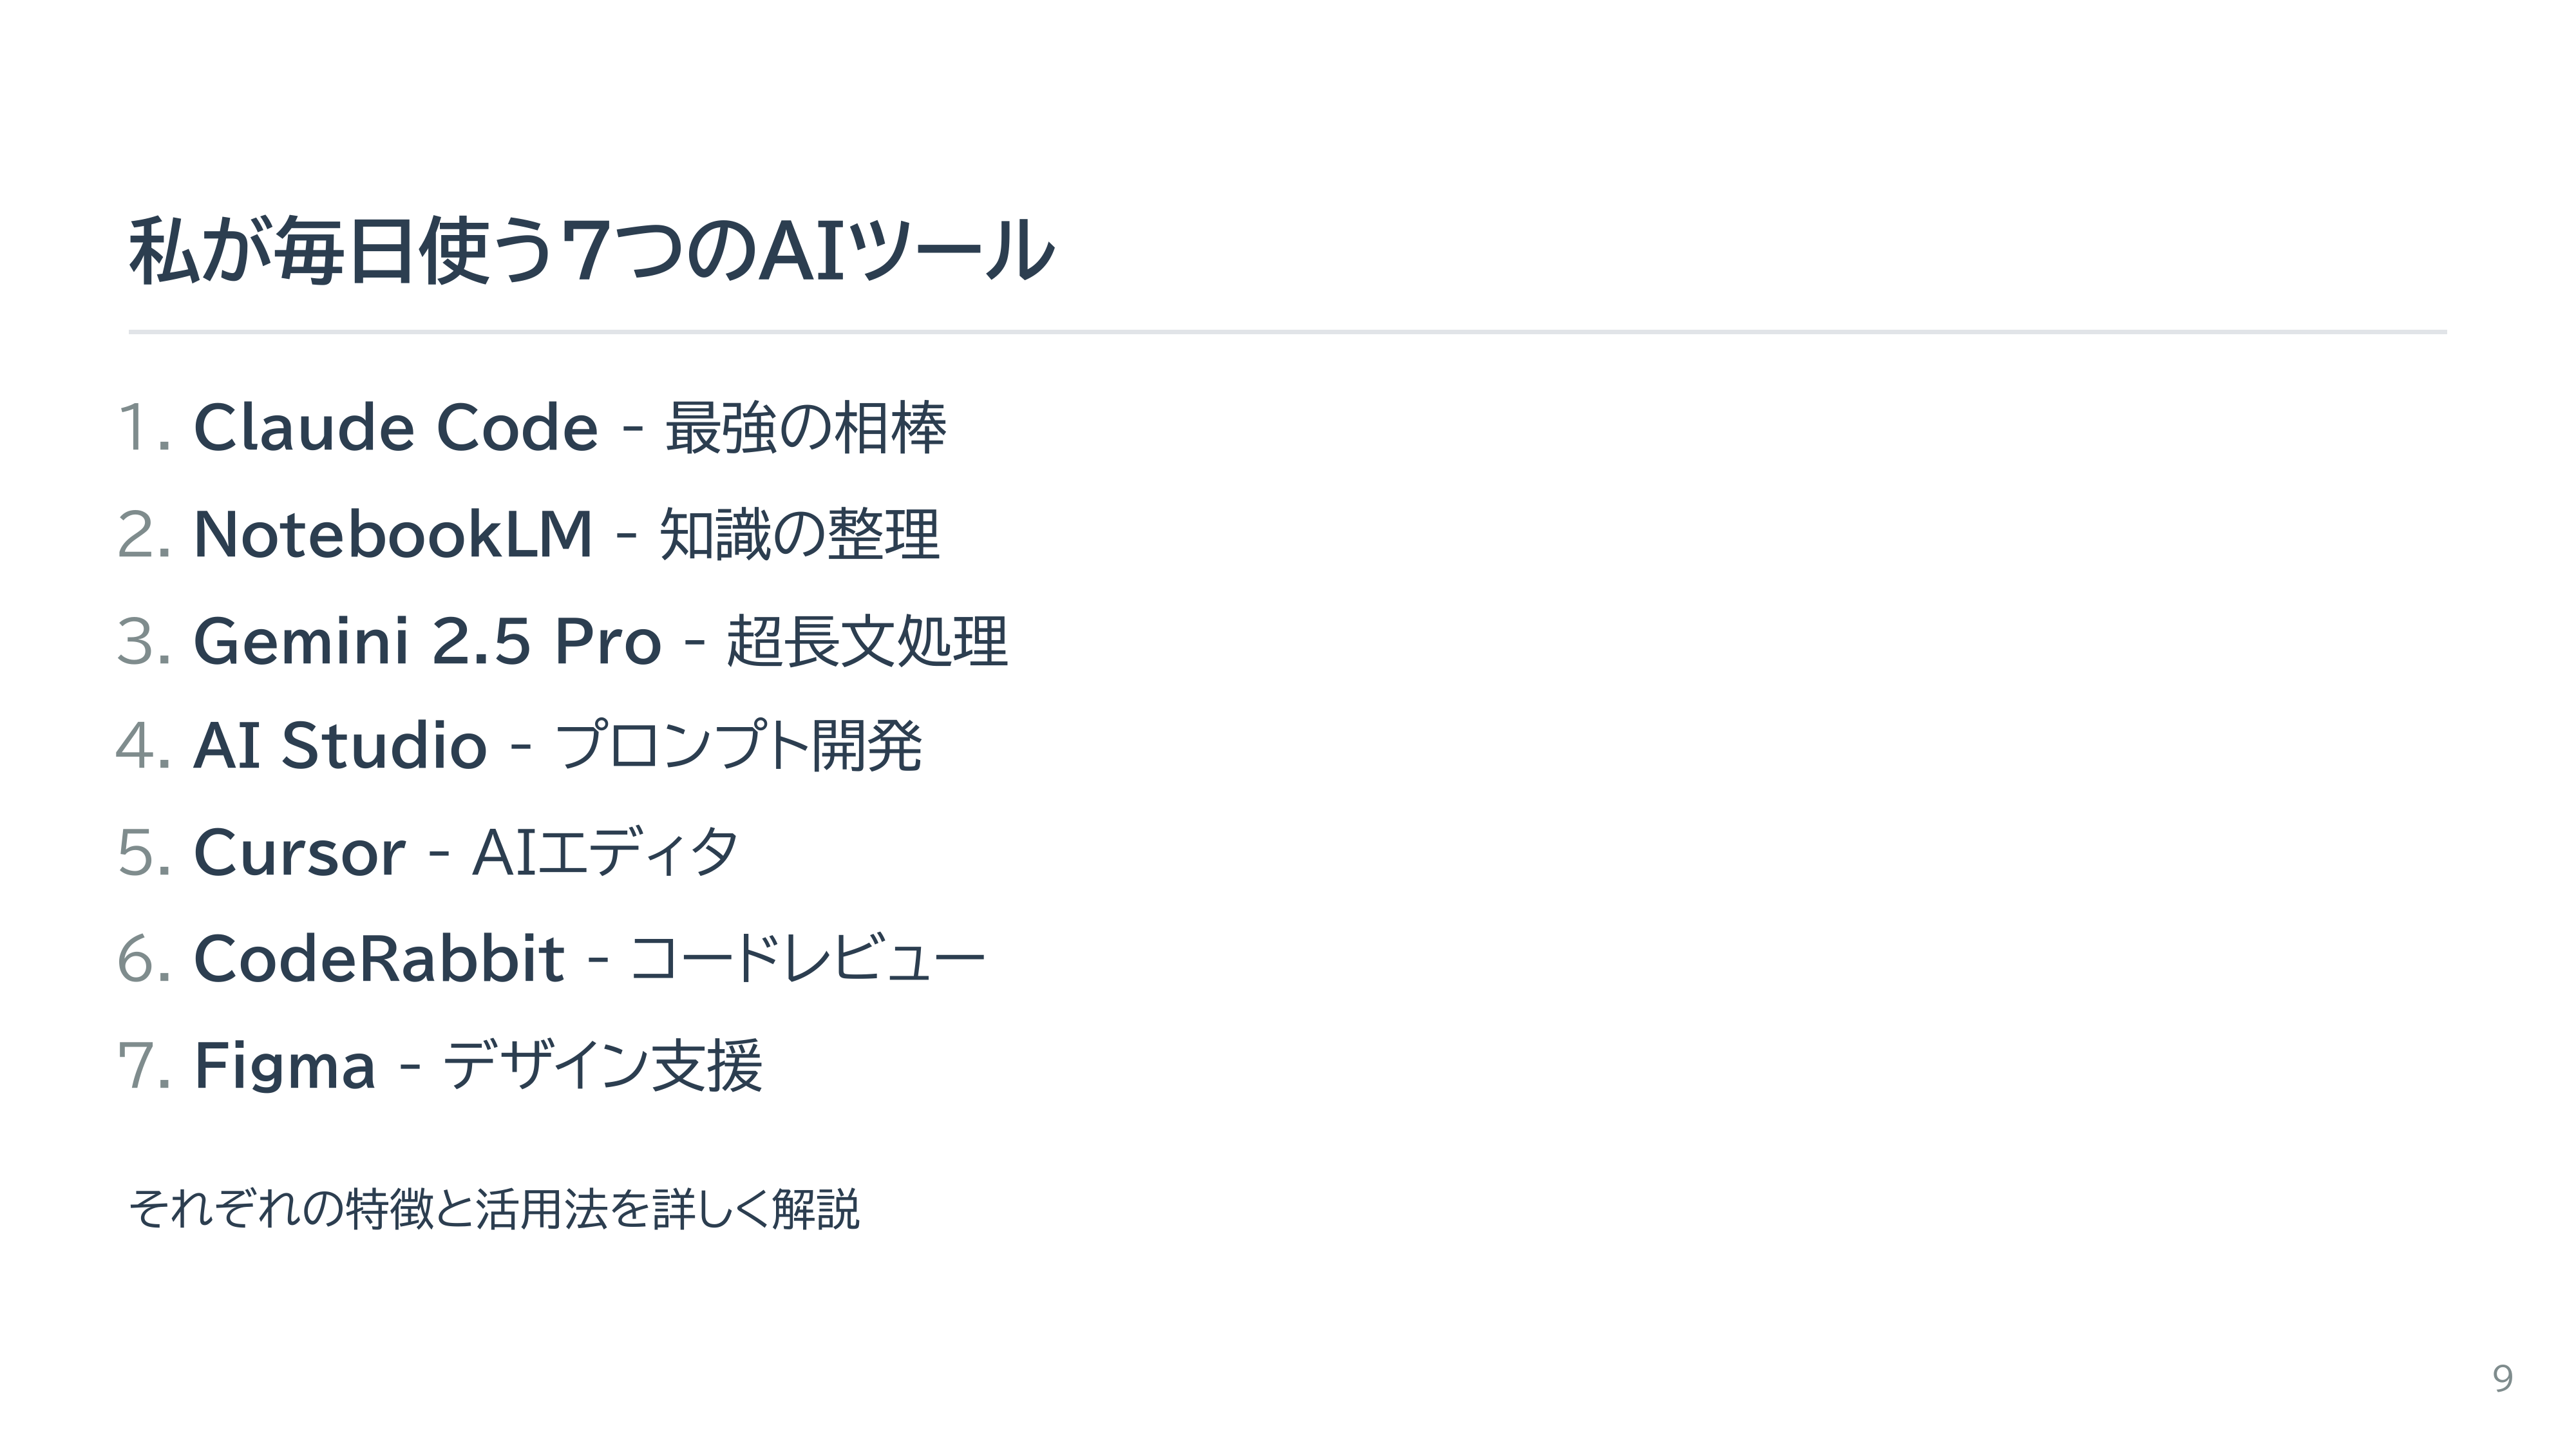 私が毎日使う7つのAIツール
1. Claude Code - 最強の相棒
2. NotebookLM - 知識の整理
3. Gemini 2.5 Pro - 超長文処理
4. AI Studio - プロンプト開発
5. Cursor - AIエディタ
6. CodeRabbit - コードレビュー
7. Figma - デザイン支援
それぞれの特徴と活用法を詳しく解説
9